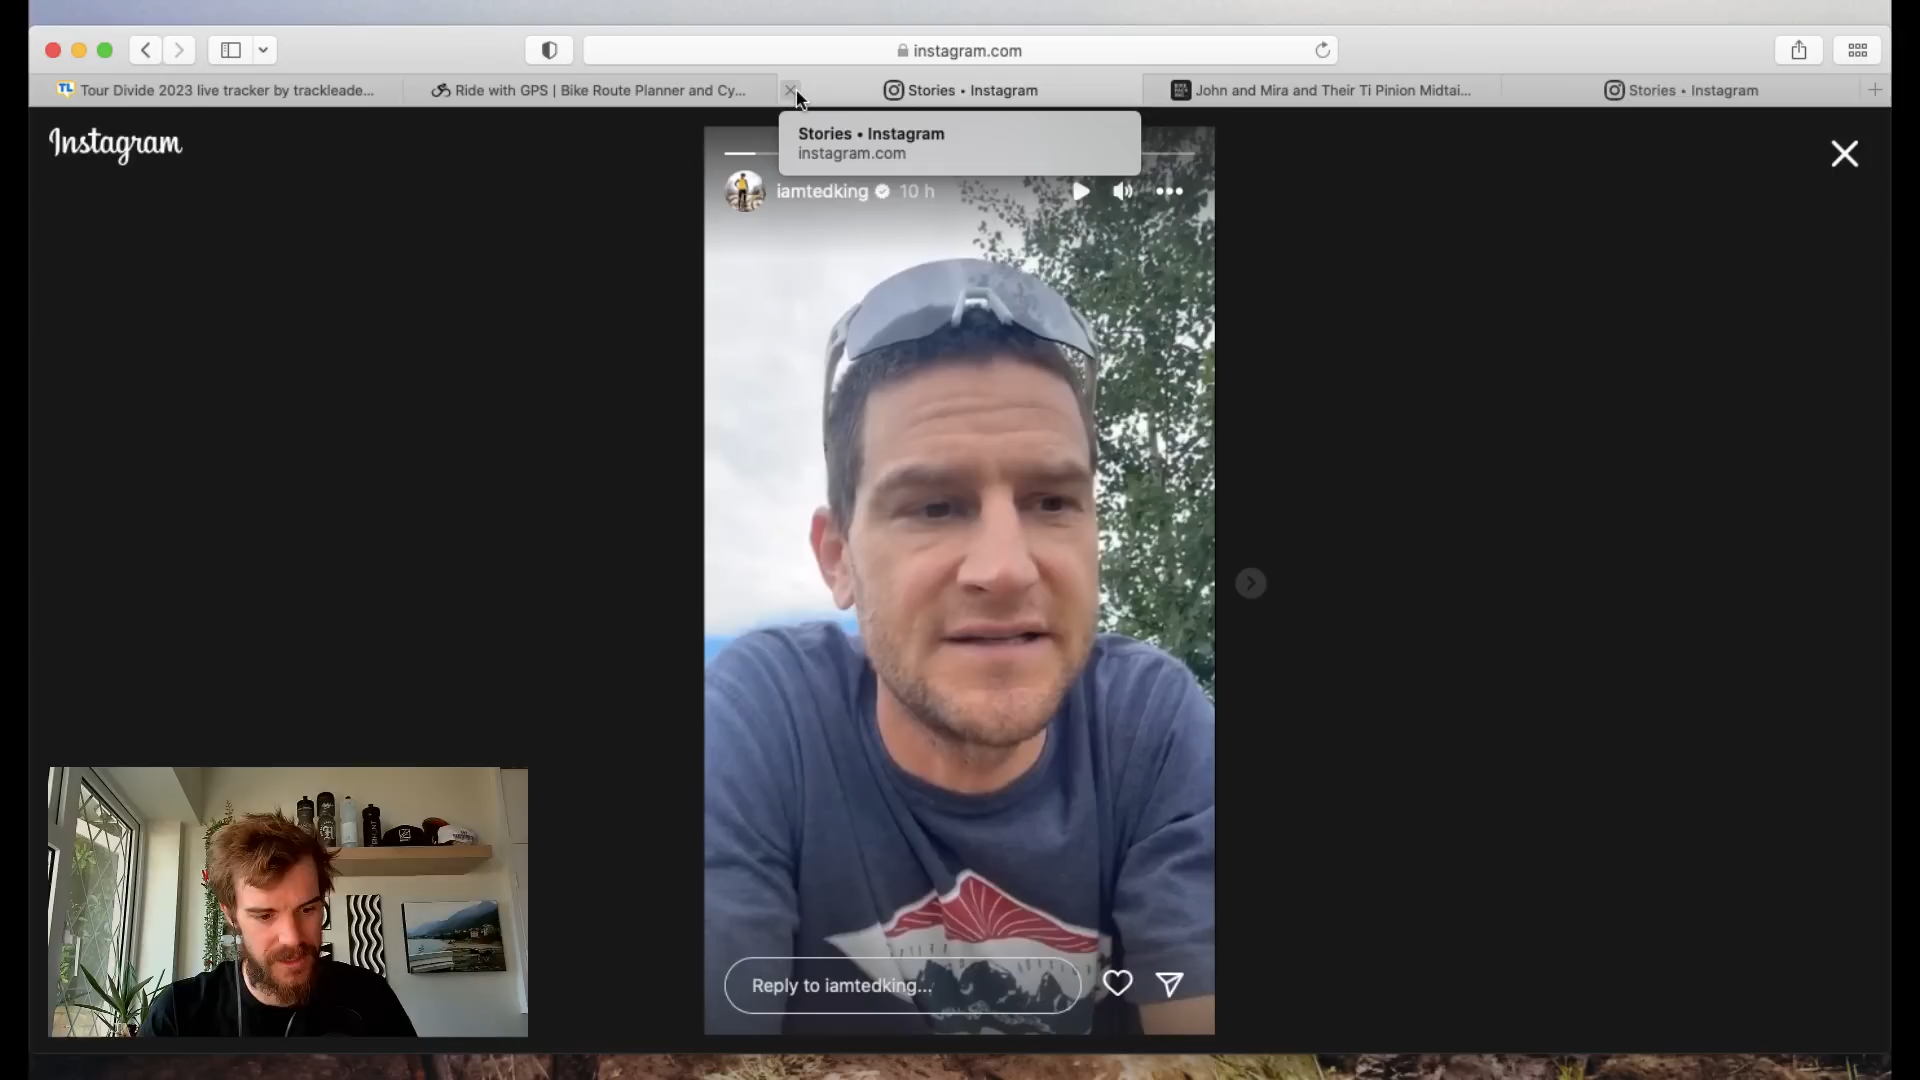 instagram.com
Tour Divide 2023 live tracker by trackleade...
Ride with GPS | Bike Route Planner and Cy...
Stories • Instagram
John and Mira and Their Ti Pinion Midtai...
Stories • Instagram
Instagram
Stories • Instagram
instagram.com
iamtedking 10 h
Reply to iamtedking...